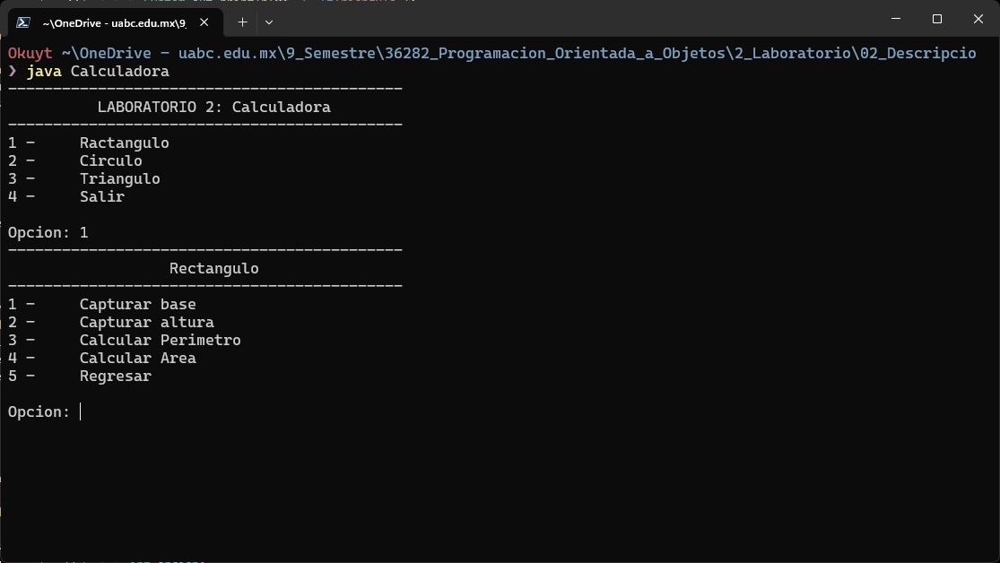 ~\OneDrive - uabc.edu.mx\9_
Okuyt ~\OneDrive - uabc.edu.mx\9_Semestre\36282_Programacion_Orientada_a_Objetos\2_Laboratorio\02_Descripcio
❯ java Calculadora
--------------------------------------------
LABORATORIO 2: Calculadora
--------------------------------------------
1 - Ractangulo
2 - Circulo
3 - Triangulo
4 - Salir
Opcion: 1
--------------------------------------------
Rectangulo
--------------------------------------------
1 - Capturar base
2 - Capturar altura
3 - Calcular Perimetro
4 - Calcular Area
5 - Regresar
Opcion: